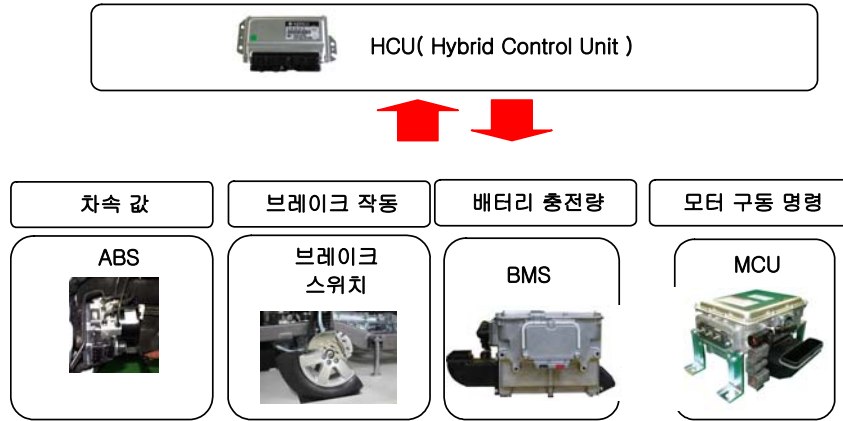 HCU( Hybrid Control Unit )
차속 값
브레이크 작동
배터리 충전량
모터 구동 명령
ABS
브레이크
스위치
BMS
MCU